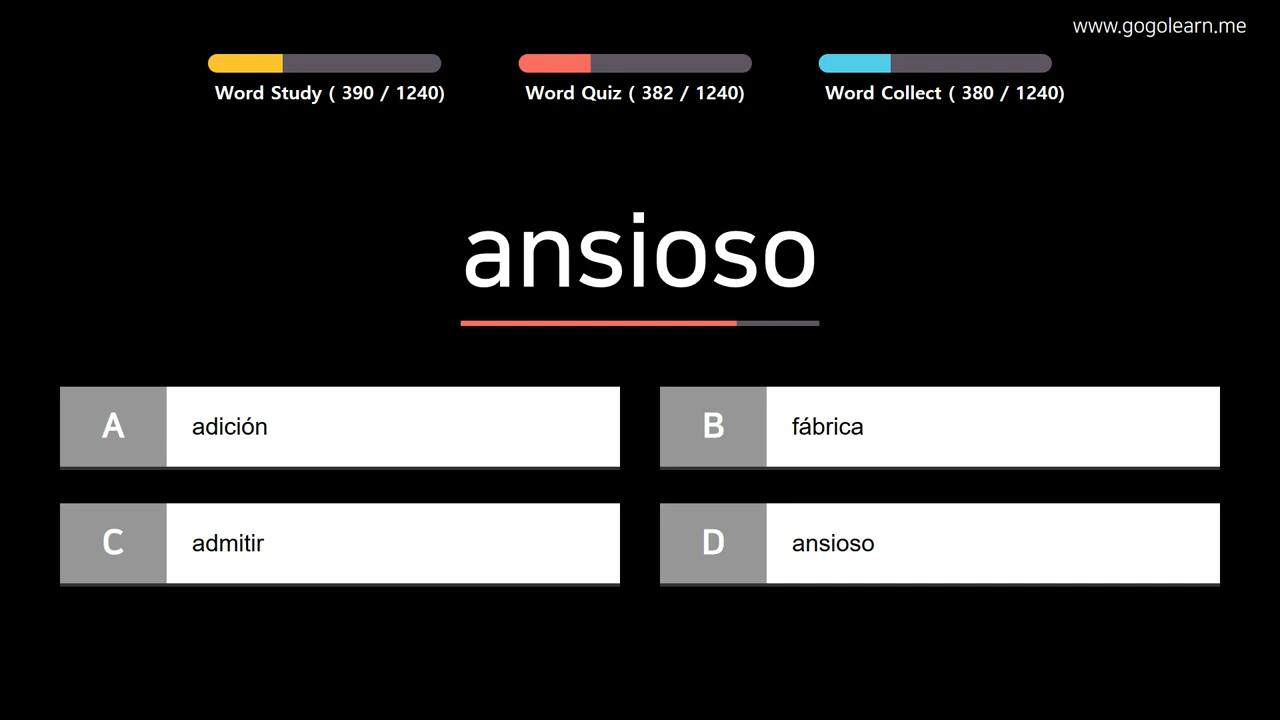 www.gogolearn.me
Word Study ( 390 / 1240)
Word Quiz ( 382 / 1240)
Word Collect ( 380 / 1240)
ansioso
A adición
B fábrica
C admitir
D ansioso